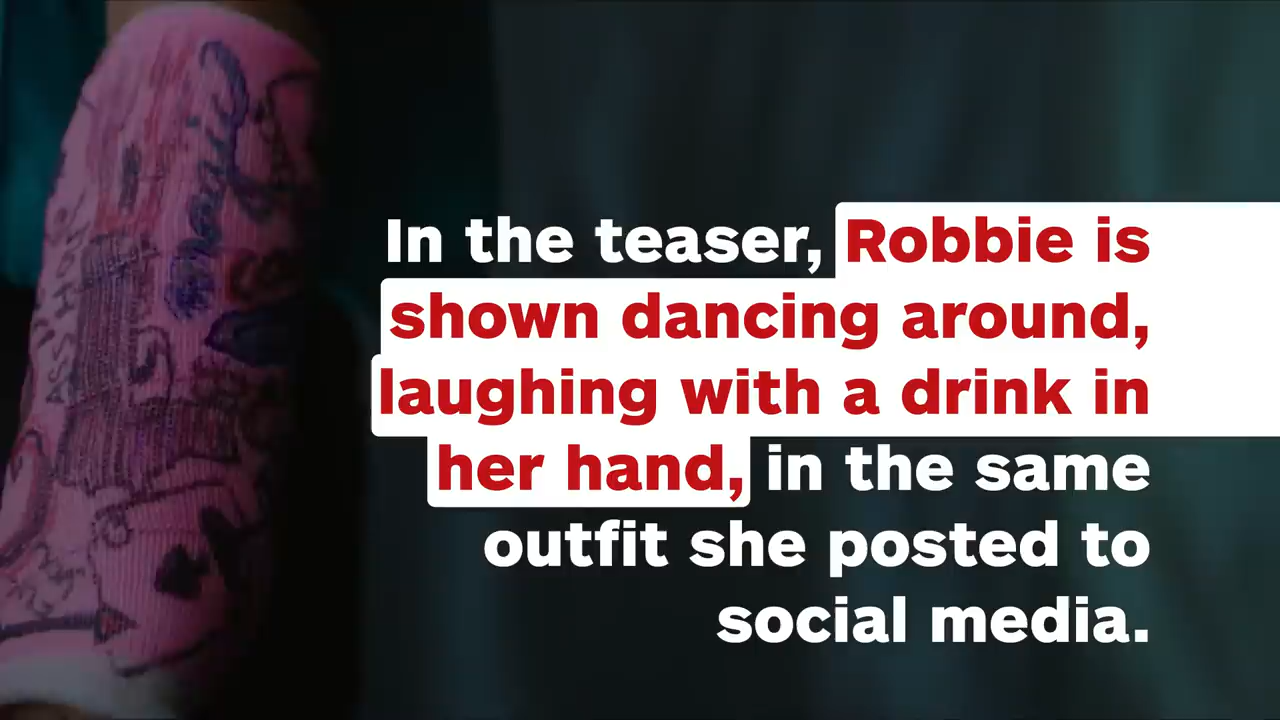 In the teaser, Robbie is
shown dancing around,
laughing with a drink in
her hand, in the same
outfit she posted to
social media.